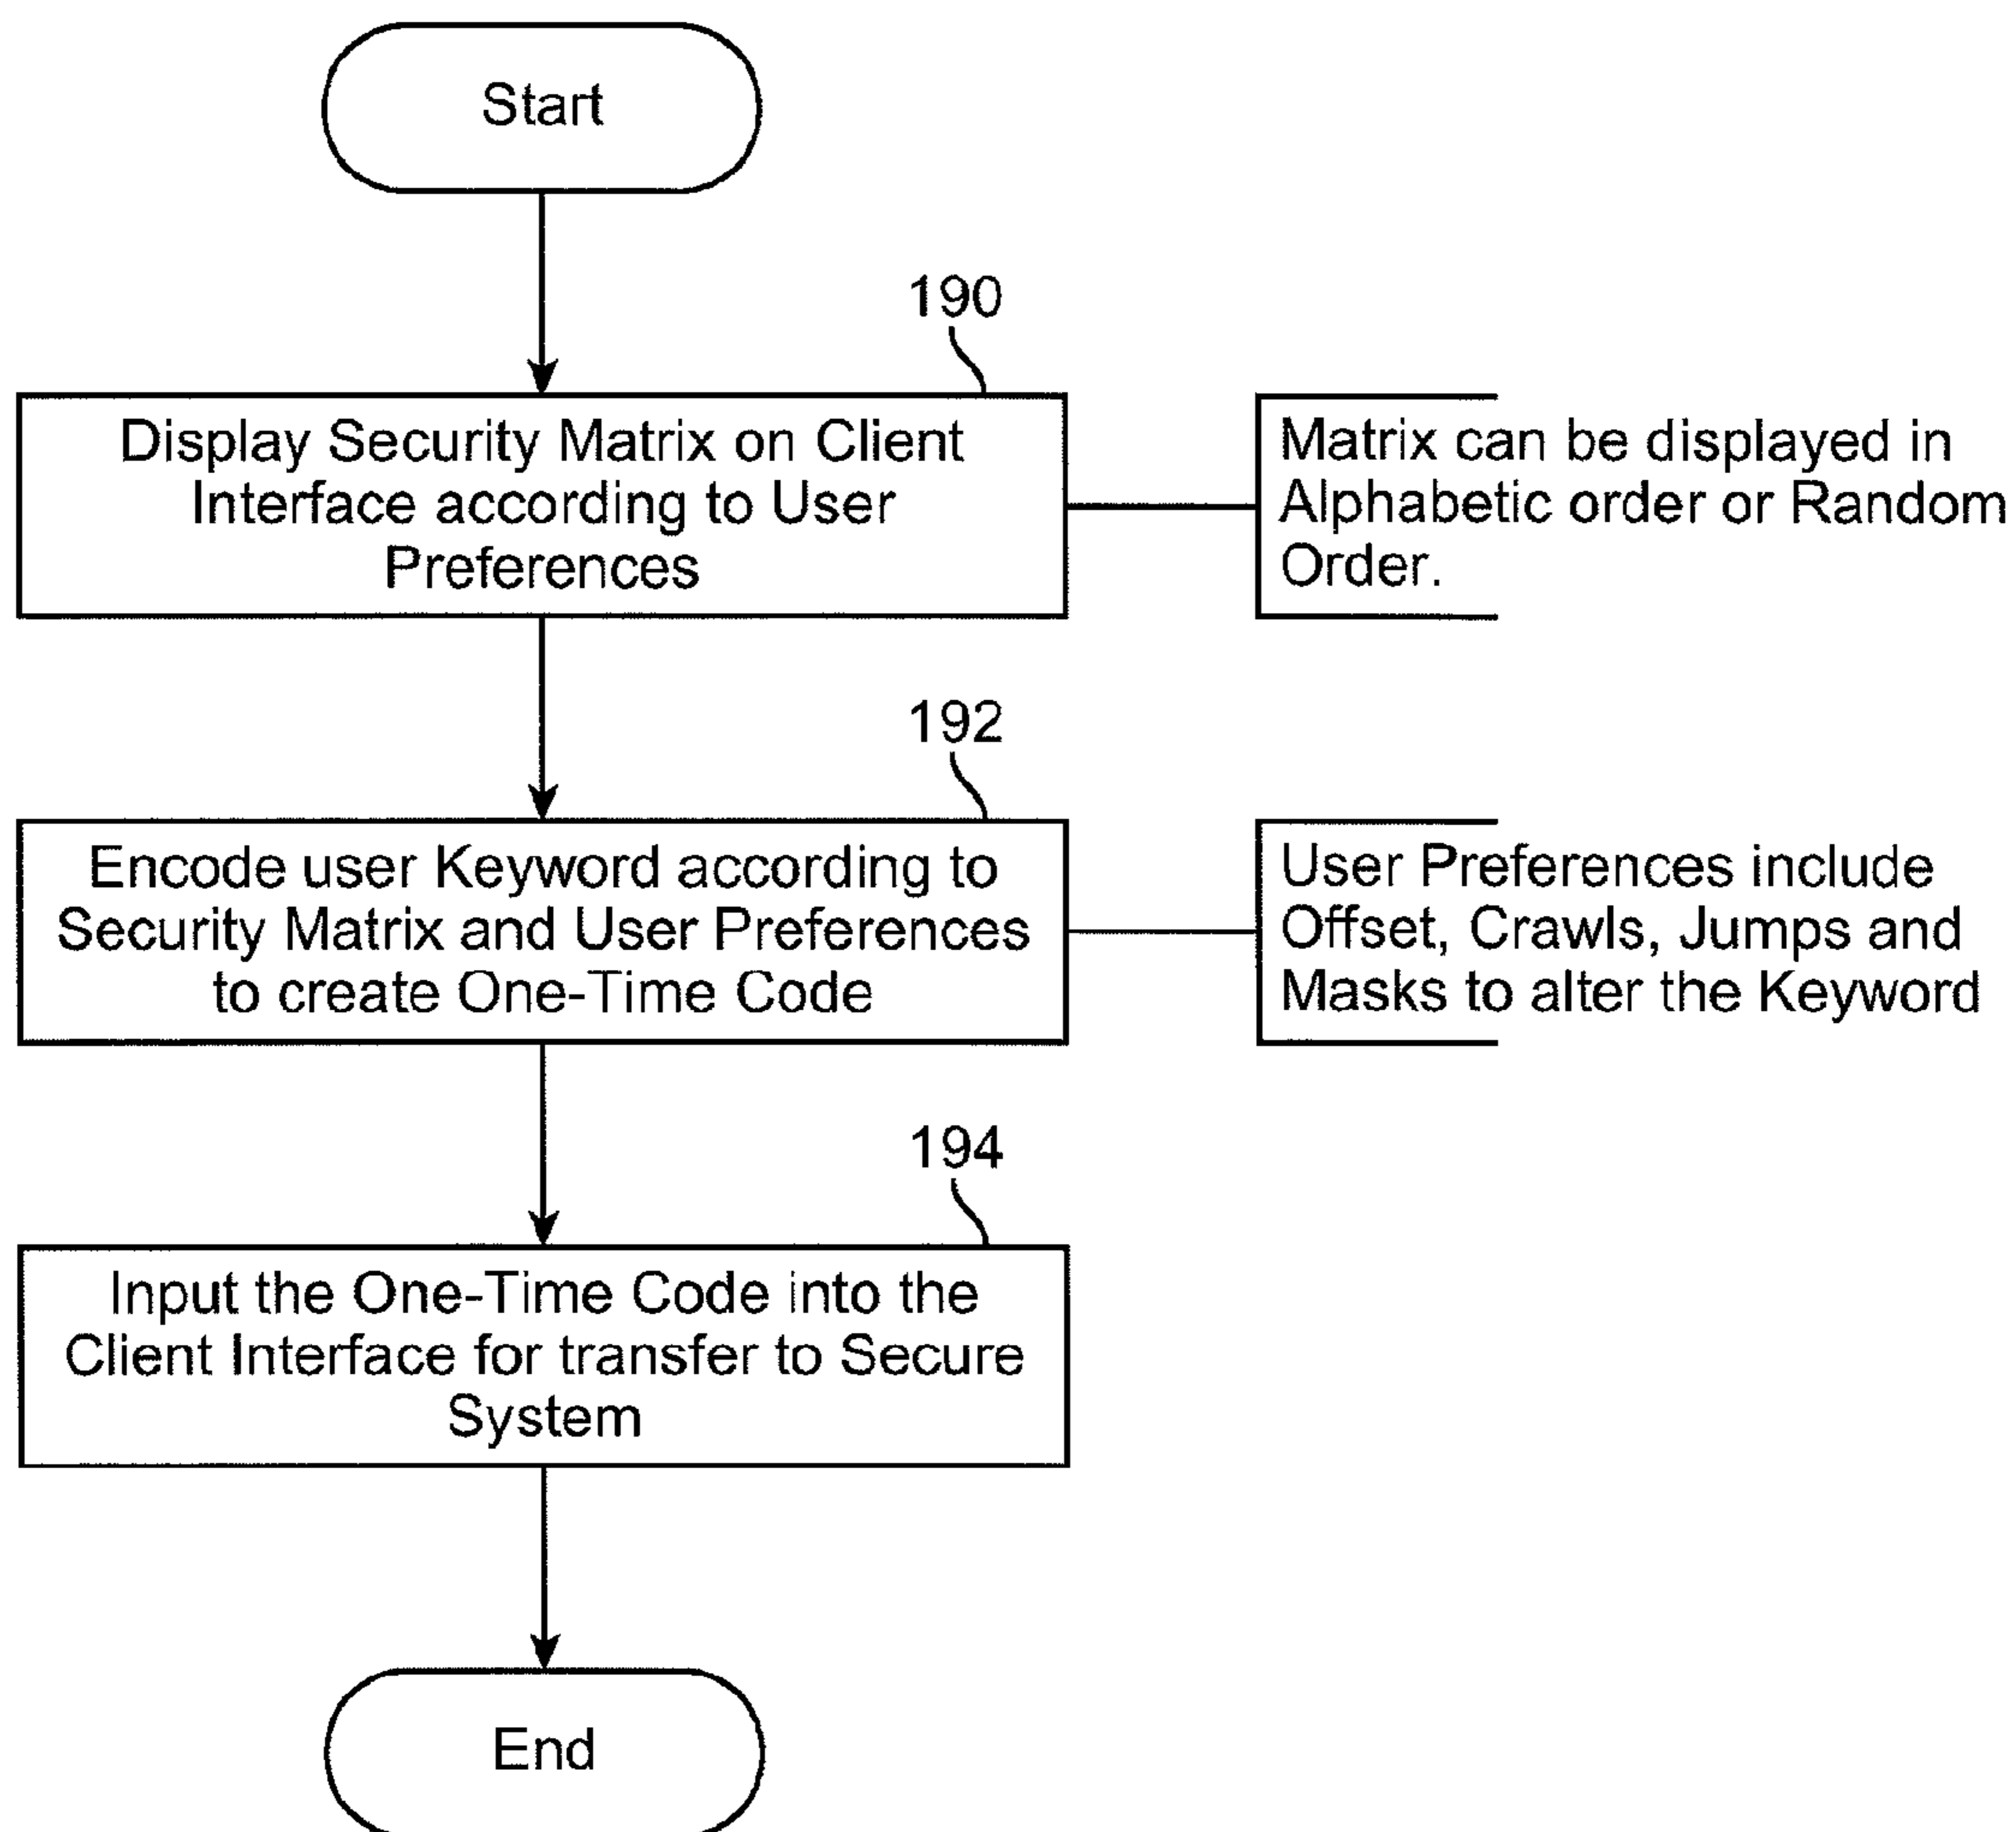 Start
190
Display Security Matrix on Client
Interface according to User
Preferences
Matrix can be displayed in
Alphabetic order or Random
Order.
192
Encode user Keyword according to
Security Matrix and User Preferences
to create One-Time Code
User Preferences include
Offset, Crawls, Jumps and
Masks to alter the Keyword
194
Input the One-Time Code into the
Client Interface for transfer to Secure
System
End